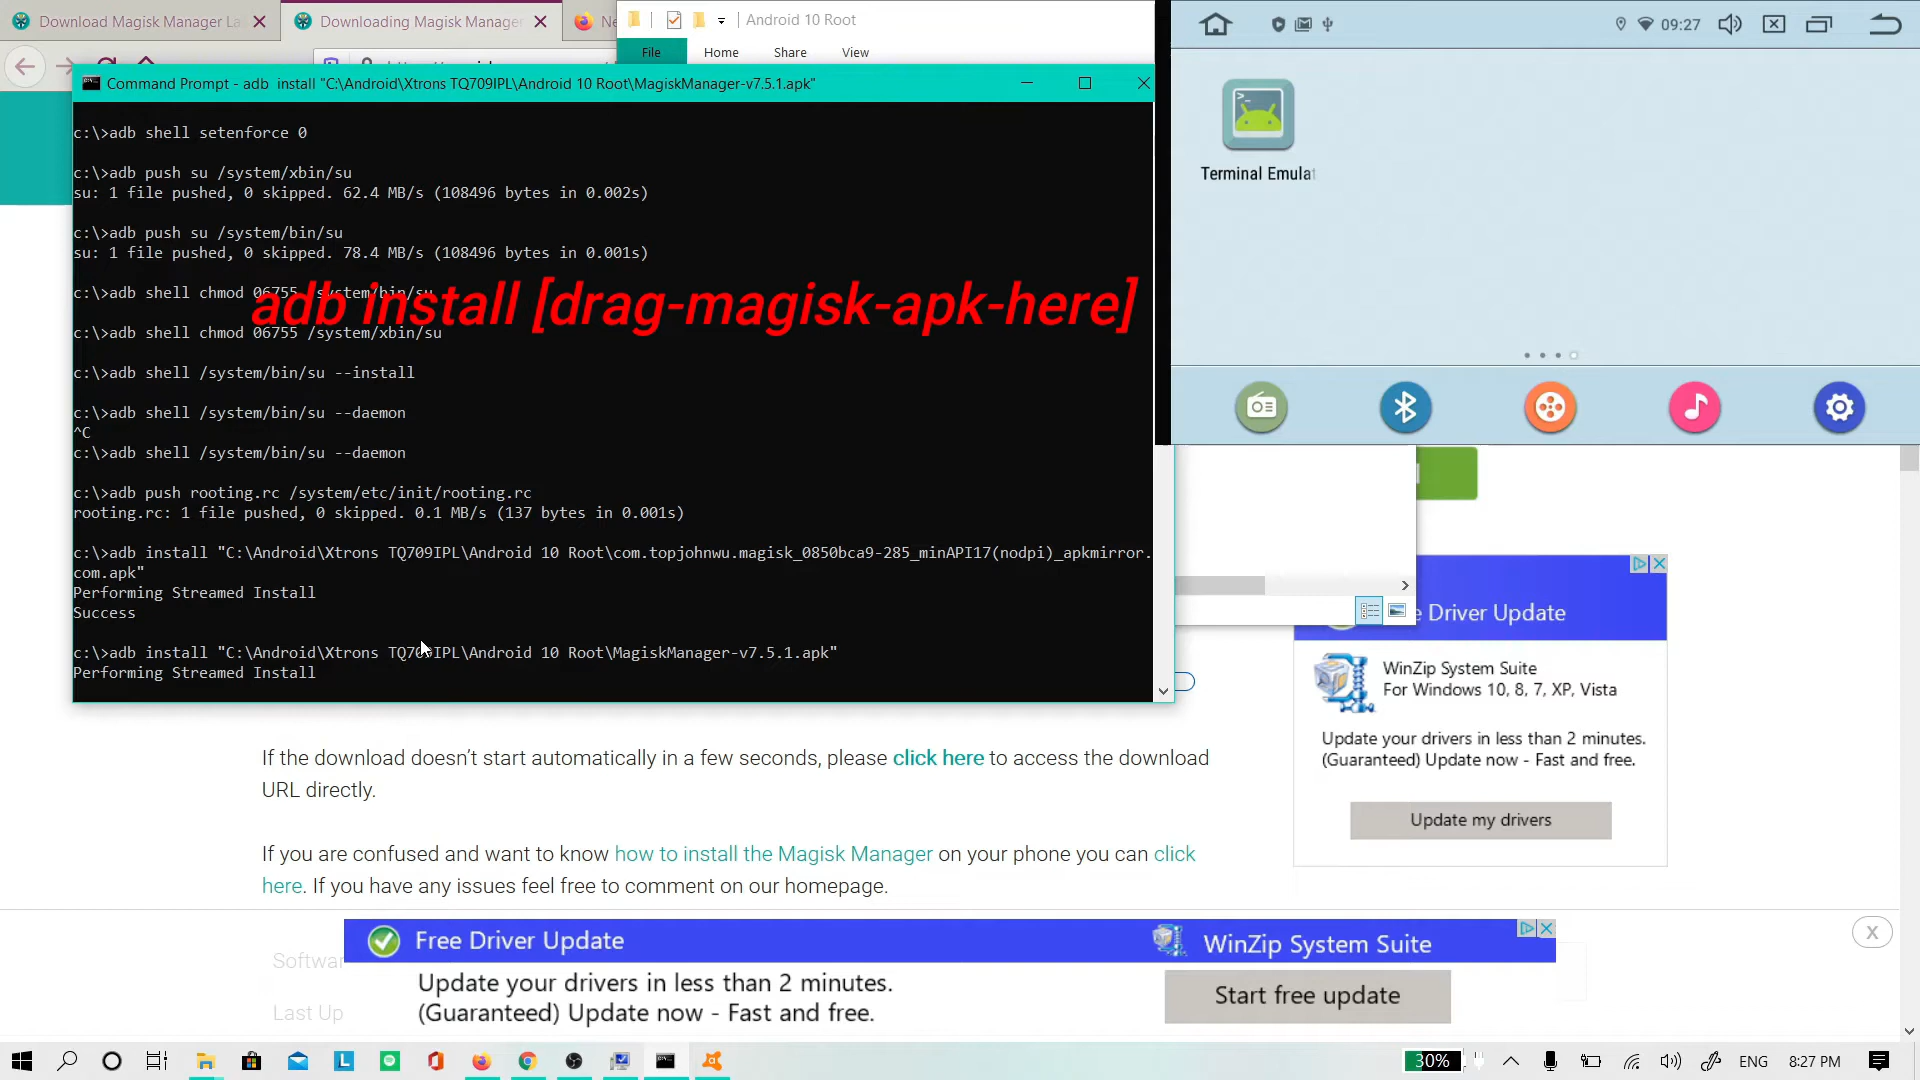 Download Magisk Manager La
Downloading Magisk Manager
Ne
Android 10 Root
File
Home
Share
View
Command Prompt - adb  install "C:\Android\Xtrons TQ709IPL\Android 10 Root\MagiskManager-v7.5.1.apk"
c:\>adb shell setenforce 0
c:\>adb push su /system/xbin/su
su: 1 file pushed, 0 skipped. 62.4 MB/s (108496 bytes in 0.002s)
c:\>adb push su /system/bin/su
su: 1 file pushed, 0 skipped. 78.4 MB/s (108496 bytes in 0.001s)
c:\>adb shell chmod 06755 /system/bin/su
adb install [drag-magisk-apk-here]
c:\>adb shell chmod 06755 /system/xbin/su
c:\>adb shell /system/bin/su --install
c:\>adb shell /system/bin/su --daemon
^C
c:\>adb shell /system/bin/su --daemon
c:\>adb push rooting.rc /system/etc/init/rooting.rc
rooting.rc: 1 file pushed, 0 skipped. 0.1 MB/s (137 bytes in 0.001s)
c:\>adb install "C:\Android\Xtrons TQ709IPL\Android 10 Root\com.topjohnwu.magisk_0850bca9-285_minAPI17(nodpi)_apkmirror.
com.apk"
Performing Streamed Install
Success
c:\>adb install "C:\Android\Xtrons TQ709IPL\Android 10 Root\MagiskManager-v7.5.1.apk"
Performing Streamed Install
09:27
Terminal Emula
e Driver Update
WinZip System Suite
For Windows 10, 8, 7, XP, Vista
Update your drivers in less than 2 minutes.
(Guaranteed) Update now - Fast and free.
Update my drivers
If the download doesn’t start automatically in a few seconds, please click here to access the download
URL directly.
If you are confused and want to know how to install the Magisk Manager on your phone you can click
here. If you have any issues feel free to comment on our homepage.
Softwar
Last Up
Free Driver Update
WinZip System Suite
Update your drivers in less than 2 minutes.
(Guaranteed) Update now - Fast and free.
Start free update
X
30%
ENG
8:27 PM